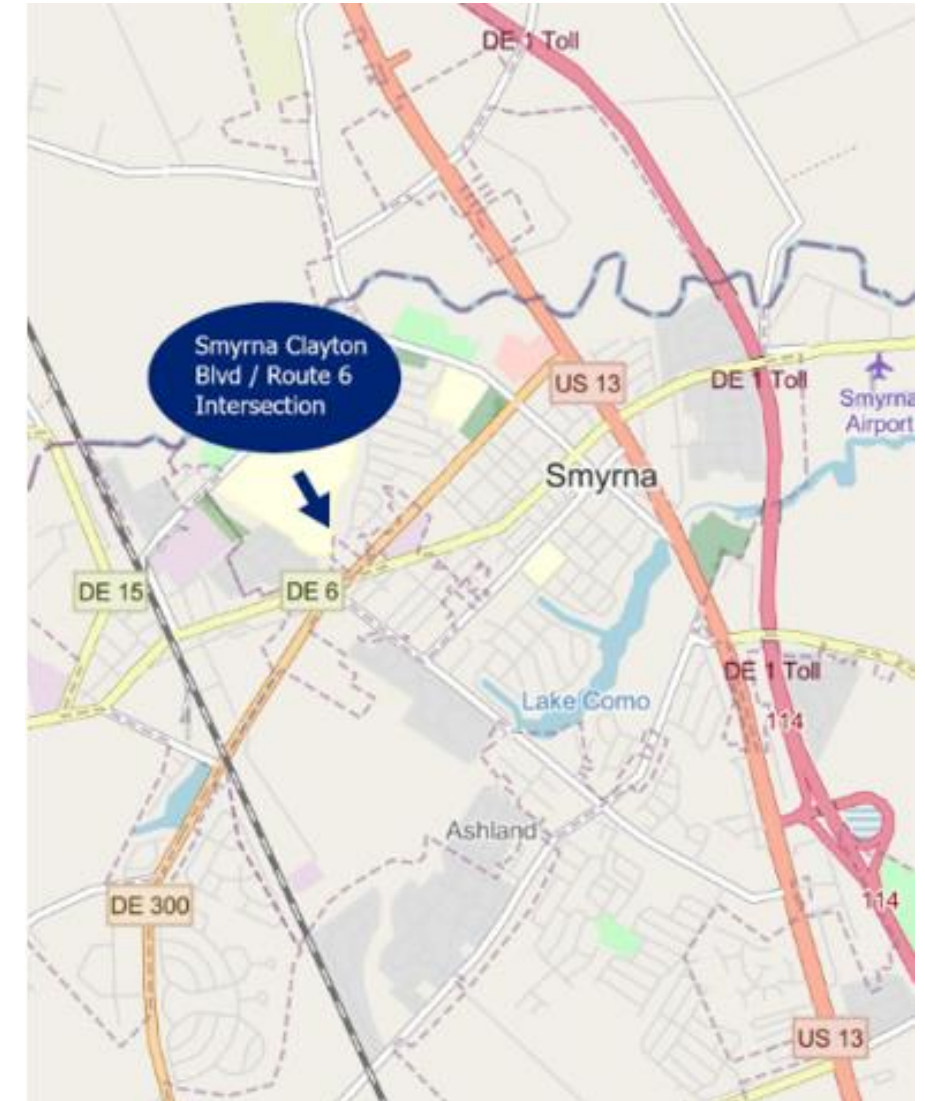 DE 1 Toll
Smyrna Clayton
Blvd / Route 6
Intersection
US 13
DE 1 Toll
Smyrna
Airport
Smyrna
DE 15
DE 6
DE 1 Toll
Lake Como
114
Ashland
DE 300
114
US 13